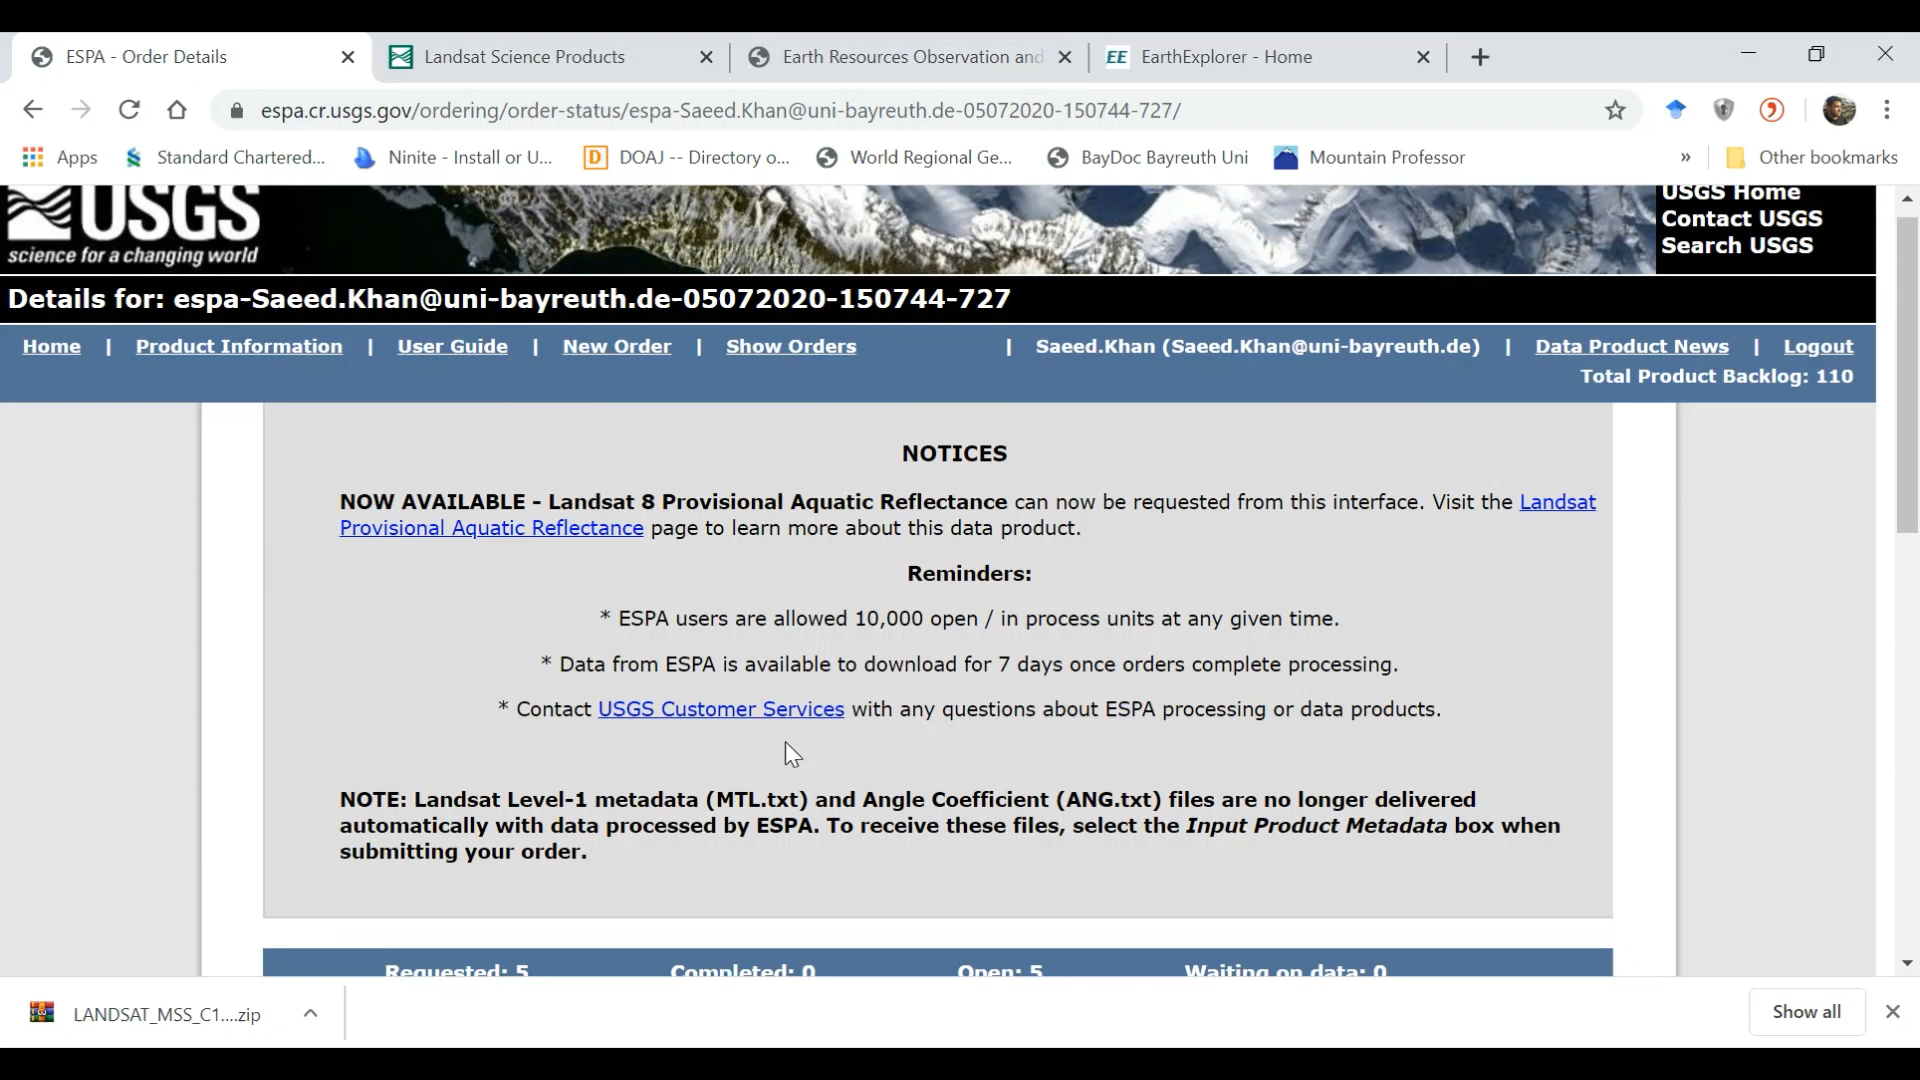 ESPA - Order Details
Landsat Science Products
Earth Resources Observation and
EE EarthExplorer - Home
espa.cr.usgs.gov/ordering/order-status/espa-Saeed.Khan@uni-bayreuth.de-05072020-150744-727/
Apps
Standard Chartered...
Ninite - Install or U...
D DOAJ -- Directory o...
World Regional Ge...
BayDoc Bayreuth Uni
Mountain Professor
»
Other bookmarks
USGS
science for a changing world
USGS Home
Contact USGS
Search USGS
Details for: espa-Saeed.Khan@uni-bayreuth.de-05072020-150744-727
Home | Product Information | User Guide | New Order | Show Orders | Saeed.Khan (Saeed.Khan@uni-bayreuth.de) | Data Product News | Logout
Total Product Backlog: 110
NOTICES
NOW AVAILABLE - Landsat 8 Provisional Aquatic Reflectance can now be requested from this interface. Visit the Landsat
Provisional Aquatic Reflectance page to learn more about this data product.
Reminders:
* ESPA users are allowed 10,000 open / in process units at any given time.
* Data from ESPA is available to download for 7 days once orders complete processing.
* Contact USGS Customer Services with any questions about ESPA processing or data products.
NOTE: Landsat Level-1 metadata (MTL.txt) and Angle Coefficient (ANG.txt) files are no longer delivered
automatically with data processed by ESPA. To receive these files, select the Input Product Metadata box when
submitting your order.
Requested: 5 Completed: 0 Open: 5 Waiting on data: 0
LANDSAT_MSS_C1....zip
Show all